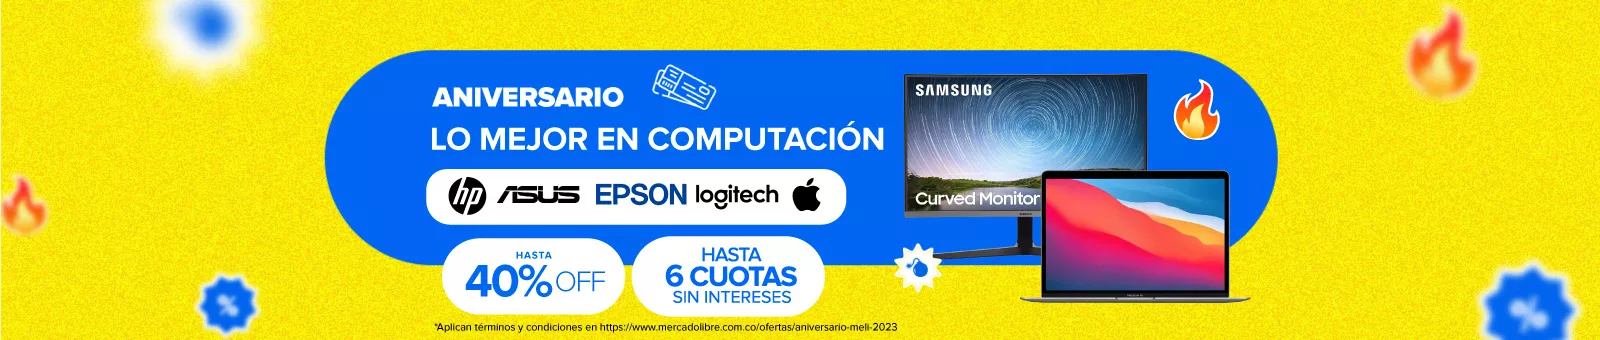 ANIVERSARIO
LO MEJOR EN COMPUTACIÓN
hp ASUS EPSON logitech
HASTA
40% OFF
HASTA
6 CUOTAS
SIN INTERESES
*Aplican términos y condiciones en https://www.mercadolibre.com.co/ofertas/aniversario-meli-2023
SAMSUNG
Curved Monitor
%
%